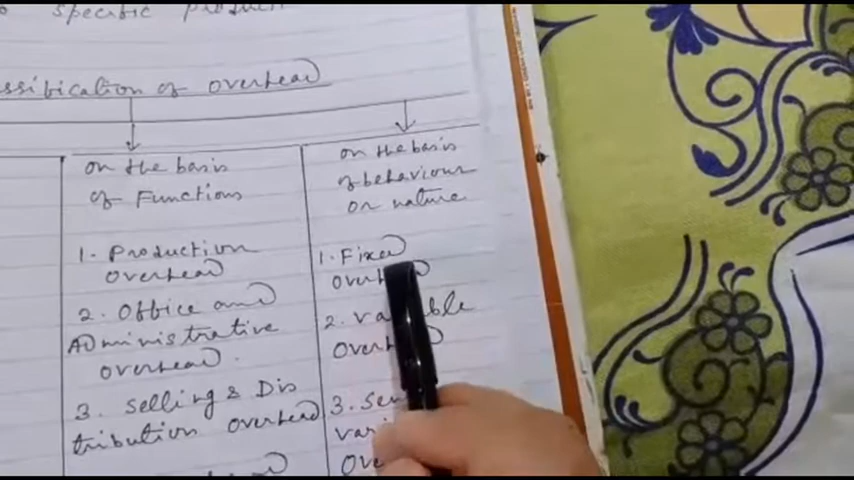 specific product
ssification of overhead
on the basis
of Functions
1. Production
overhead
2. Office and
Administrative
overhead.
3. selling & Dis
tribution overhead
on the basis
of behaviour
or nature
1. Fixed
2.
3.